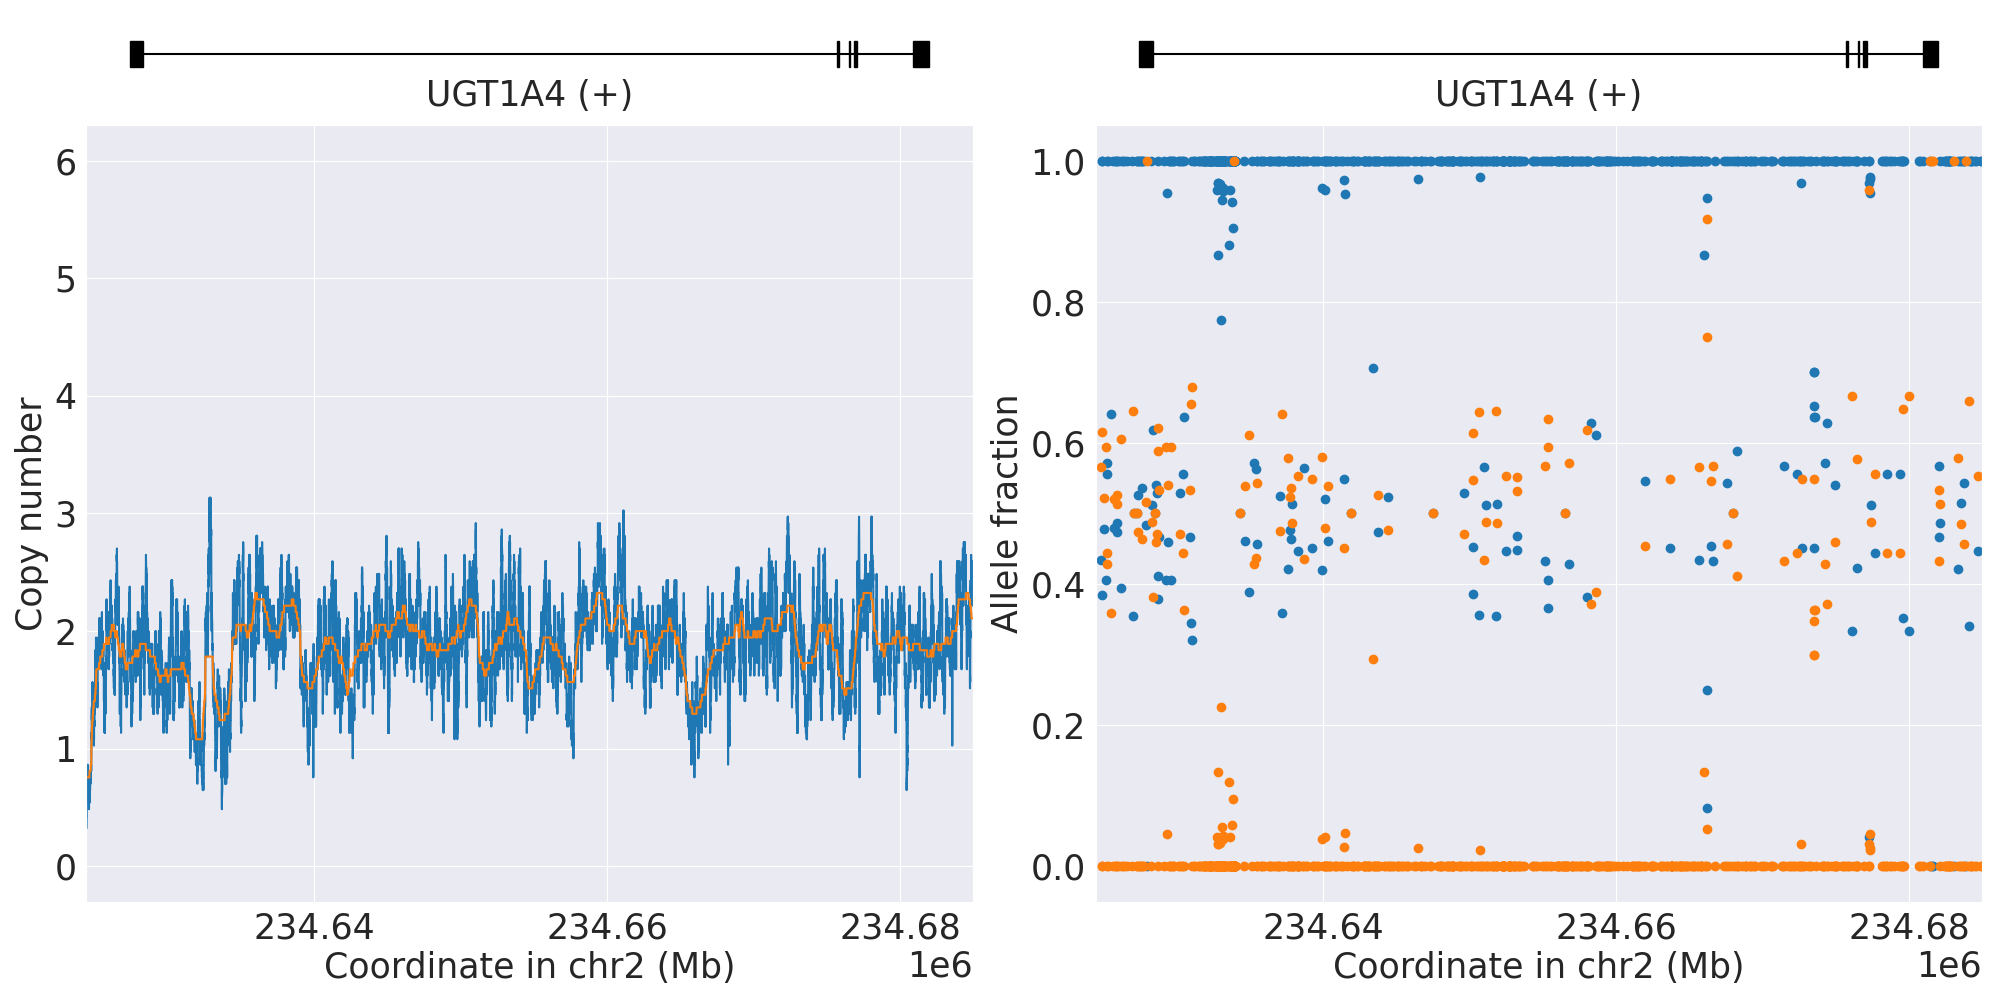 UGT1A4 (+)
Copy number
6
5
4
3
2
1
0
234.64
234.66
234.68
Coordinate in chr2 (Mb)
1e6
UGT1A4 (+)
Allele fraction
1.0
0.8
0.6
0.4
0.2
0.0
234.64
234.66
234.68
Coordinate in chr2 (Mb)
1e6